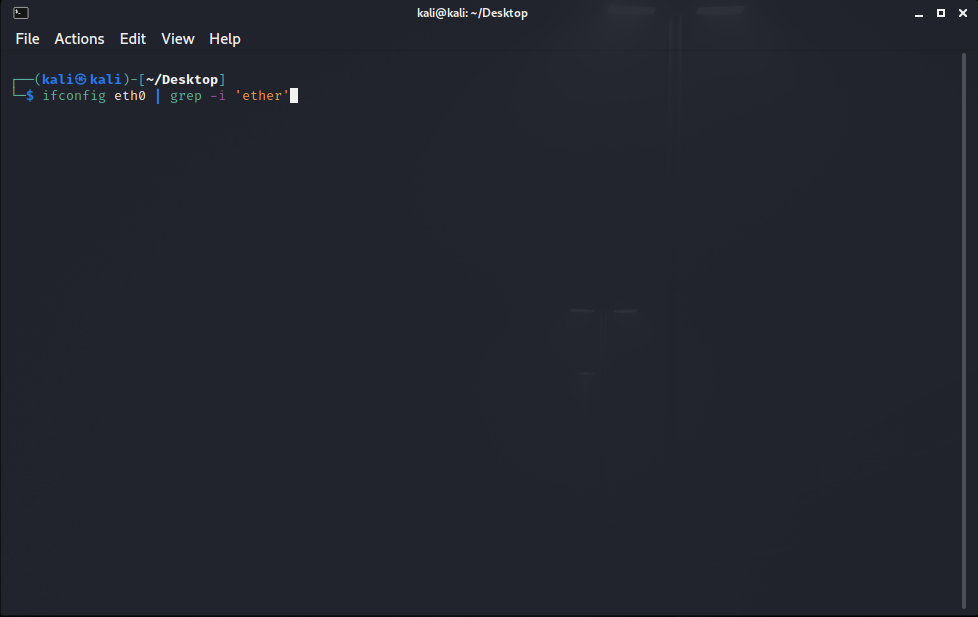 kali@kali: ~/Desktop
File Actions Edit View Help
┌──(kali㉿kali)-[~/Desktop]
└─$ ifconfig eth0 | grep -i 'ether'